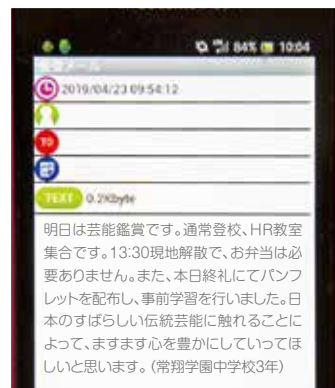 84% 10:04
2019/04/23 09:54:12
TO
TEXT 0.2Kbyte
明日は芸能鑑賞です。通常登校、HR教室
集合です。13:30現地解散で、お弁当は必
要ありません。また、本日終礼にてパンフ
レットを配布し、事前学習を行いました。日
本のすばらしい伝統芸能に触れることに
よって、ますます心を豊かにしていってほ
しいと思います。(常翔学園中学校3年)